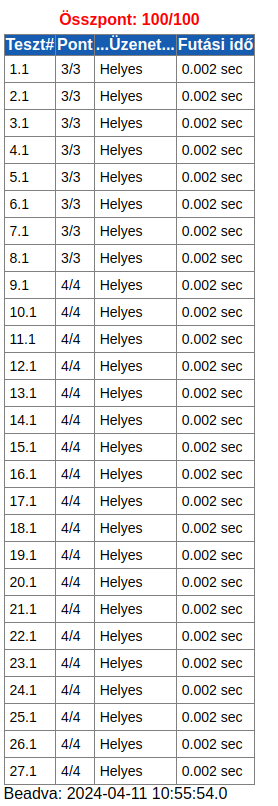 Összpont: 100/100
Teszt# Pont ...Üzenet... Futási idő
1.1 3/3 Helyes 0.002 sec
2.1 3/3 Helyes 0.002 sec
3.1 3/3 Helyes 0.002 sec
4.1 3/3 Helyes 0.002 sec
5.1 3/3 Helyes 0.002 sec
6.1 3/3 Helyes 0.002 sec
7.1 3/3 Helyes 0.002 sec
8.1 3/3 Helyes 0.002 sec
9.1 4/4 Helyes 0.002 sec
10.1 4/4 Helyes 0.002 sec
11.1 4/4 Helyes 0.002 sec
12.1 4/4 Helyes 0.002 sec
13.1 4/4 Helyes 0.002 sec
14.1 4/4 Helyes 0.002 sec
15.1 4/4 Helyes 0.002 sec
16.1 4/4 Helyes 0.002 sec
17.1 4/4 Helyes 0.002 sec
18.1 4/4 Helyes 0.002 sec
19.1 4/4 Helyes 0.002 sec
20.1 4/4 Helyes 0.002 sec
21.1 4/4 Helyes 0.002 sec
22.1 4/4 Helyes 0.002 sec
23.1 4/4 Helyes 0.002 sec
24.1 4/4 Helyes 0.002 sec
25.1 4/4 Helyes 0.002 sec
26.1 4/4 Helyes 0.002 sec
27.1 4/4 Helyes 0.002 sec
Beadva: 2024-04-11 10:55:54.0